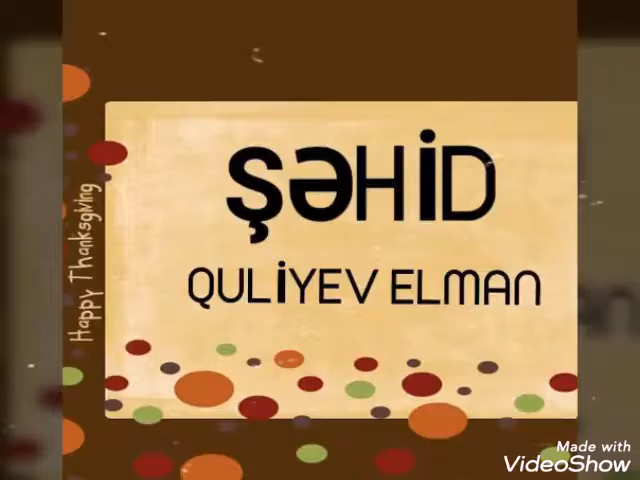 ŞƏHİD
QULİYEV ELMAN
Happy Thanksgiving
Made with
VideoShow